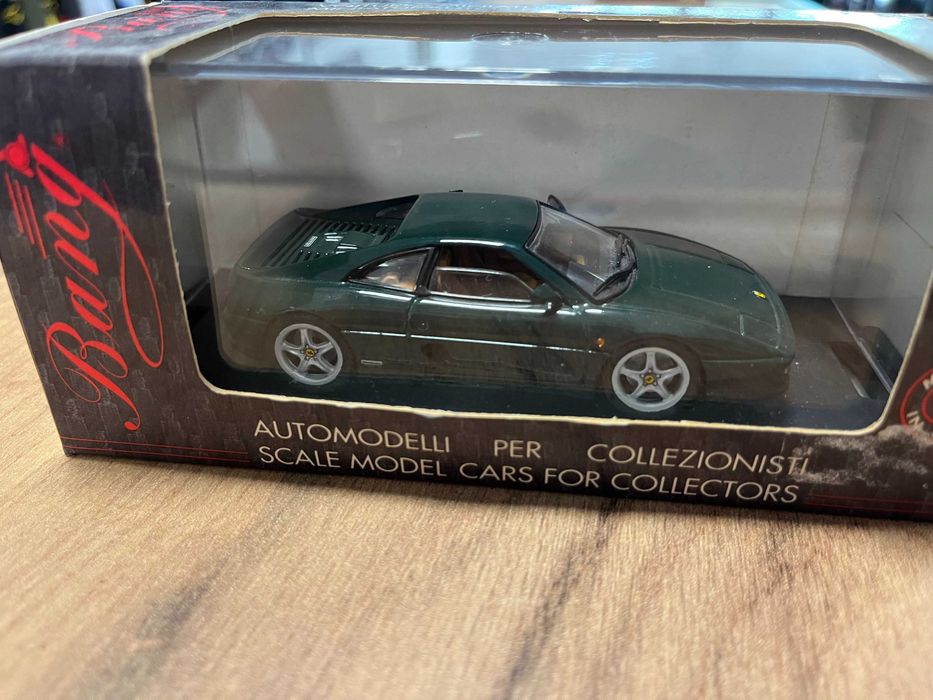 Bang
AUTOMODELLI PER COLLEZIONISTI
SCALE MODEL CARS FOR COLLECTORS